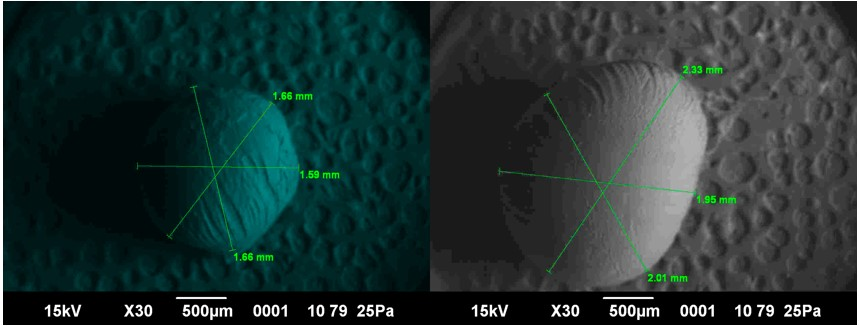 1.66 mm
1.59 mm
1.66 mm
15kV X30 500µm 0001 10 79 25Pa
2.33 mm
1.95 mm
2.01 mm
15kV X30 500µm 0001 10 79 25Pa